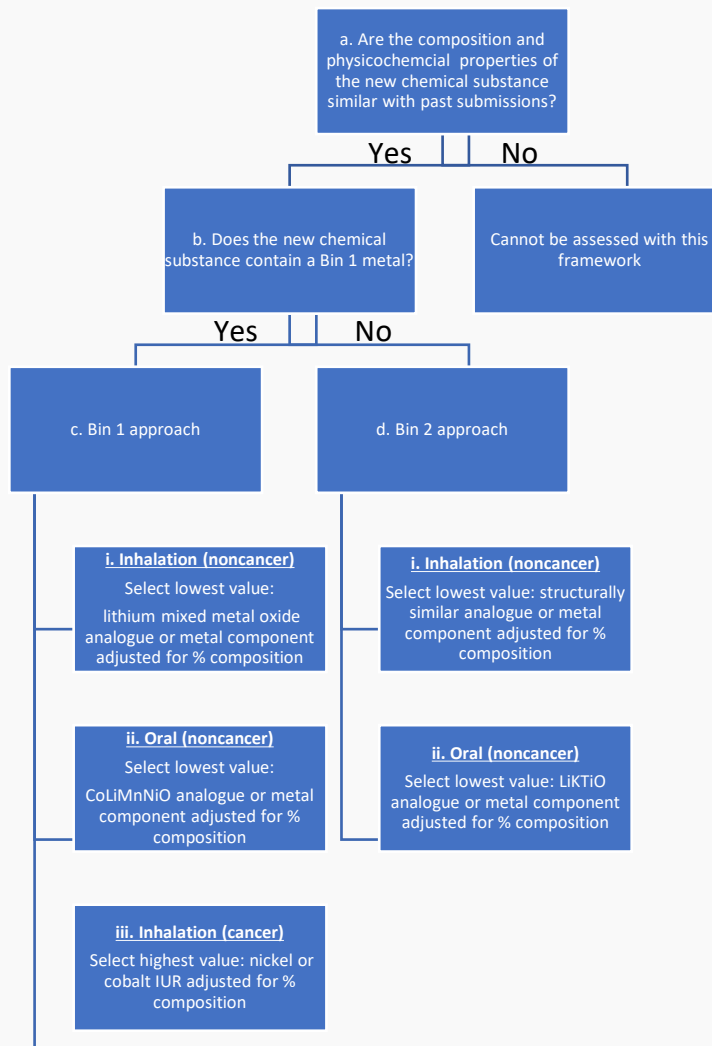 a. Are the composition and
physicochemcial properties of
the new chemical substance
similar with past submissions?
Yes
No
b. Does the new chemical
substance contain a Bin 1 metal?
Cannot be assessed with this
framework
Yes
No
c. Bin 1 approach
d. Bin 2 approach
i. Inhalation (noncancer)
Select lowest value:
lithium mixed metal oxide
analogue or metal component
adjusted for % composition
i. Inhalation (noncancer)
Select lowest value: structurally
similar analogue or metal
component adjusted for %
composition
ii. Oral (noncancer)
Select lowest value:
CoLiMnNiO analogue or metal
component adjusted for %
composition
ii. Oral (noncancer)
Select lowest value: LiKTiO
analogue or metal component
adjusted for % composition
iii. Inhalation (cancer)
Select highest value: nickel or
cobalt IUR adjusted for %
composition